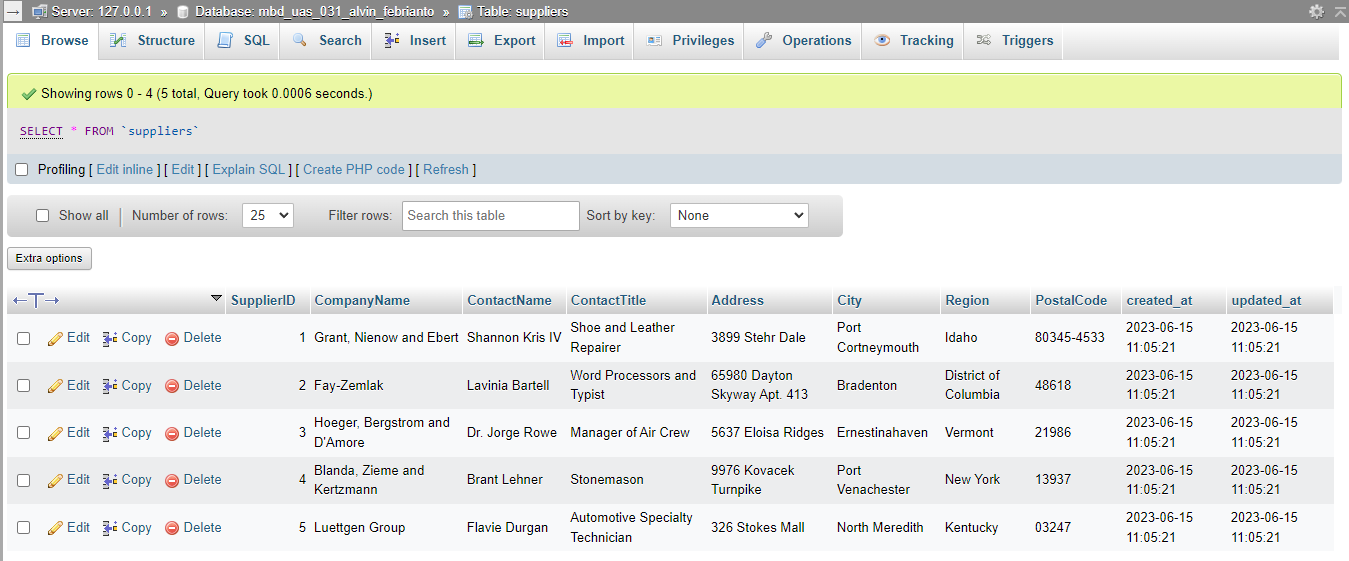 Server: 127.0.0.1 » Database: mbd_uas_031_alvin_febrianto » Table: suppliers
Browse Structure SQL Search Insert Export Import Privileges Operations Tracking Triggers
Showing rows 0 - 4 (5 total, Query took 0.0006 seconds.)
SELECT * FROM `suppliers`
Profiling [ Edit inline ] [ Edit ] [ Explain SQL ] [ Create PHP code ] [ Refresh ]
Show all Number of rows: 25 Filter rows: Search this table Sort by key: None
Extra options
SupplierID CompanyName ContactName ContactTitle Address City Region PostalCode created_at updated_at
Edit Copy Delete 1 Grant, Nienow and Ebert Shannon Kris IV Shoe and Leather Repairer 3899 Stehr Dale Port Cortneymouth Idaho 80345-4533 2023-06-15 11:05:21 2023-06-15 11:05:21
Edit Copy Delete 2 Fay-Zemlak Lavinia Bartell Word Processors and Typist 65980 Dayton Skyway Apt. 413 Bradenton District of Columbia 48618 2023-06-15 11:05:21 2023-06-15 11:05:21
Edit Copy Delete 3 Hoeger, Bergstrom and D'Amore Dr. Jorge Rowe Manager of Air Crew 5637 Eloisa Ridges Ernestinahaven Vermont 21986 2023-06-15 11:05:21 2023-06-15 11:05:21
Edit Copy Delete 4 Blanda, Zieme and Kertzmann Brant Lehner Stonemason 9976 Kovacek Turnpike Port Venachester New York 13937 2023-06-15 11:05:21 2023-06-15 11:05:21
Edit Copy Delete 5 Luettgen Group Flavie Durgan Automotive Specialty Technician 326 Stokes Mall North Meredith Kentucky 03247 2023-06-15 11:05:21 2023-06-15 11:05:21